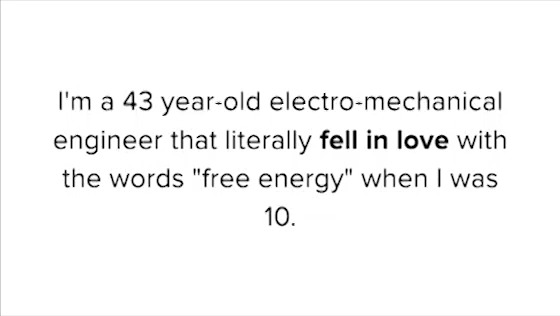 I'm a 43 year-old electro-mechanical
engineer that literally fell in love with
the words "free energy" when I was
10.